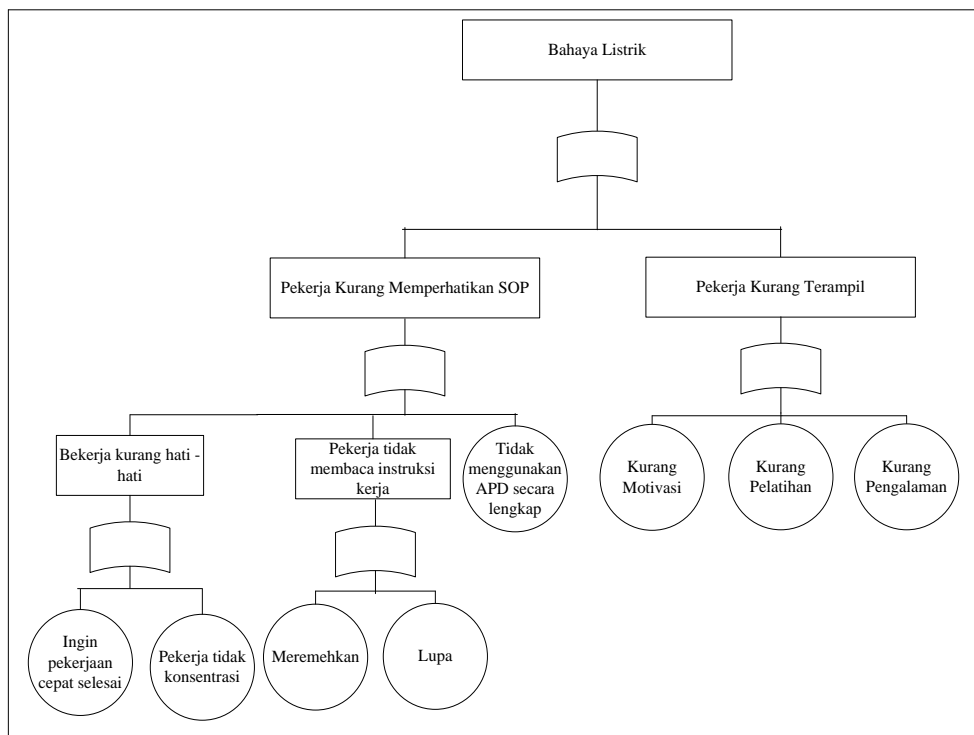 Bahaya Listrik
Pekerja Kurang Memperhatikan SOP
Pekerja Kurang Terampil
Bekerja kurang hati -
hati
Pekerja tidak
membaca instruksi
kerja
Tidak
menggunakan
APD secara
lengkap
Kurang
Motivasi
Kurang
Pelatihan
Kurang
Pengalaman
Ingin
pekerjaan
cepat selesai
Pekerja tidak
konsentrasi
Meremehkan
Lupa